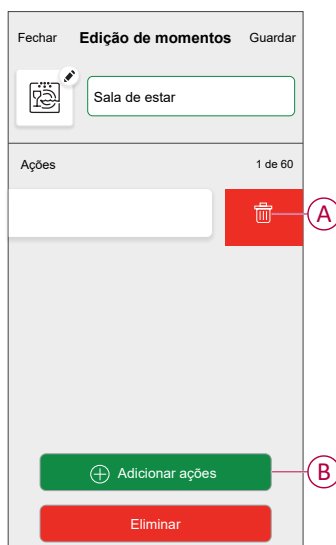 Fechar Edição de momentos Guardar
Sala de estar
Ações 1 de 60
A
Adicionar ações B
Eliminar